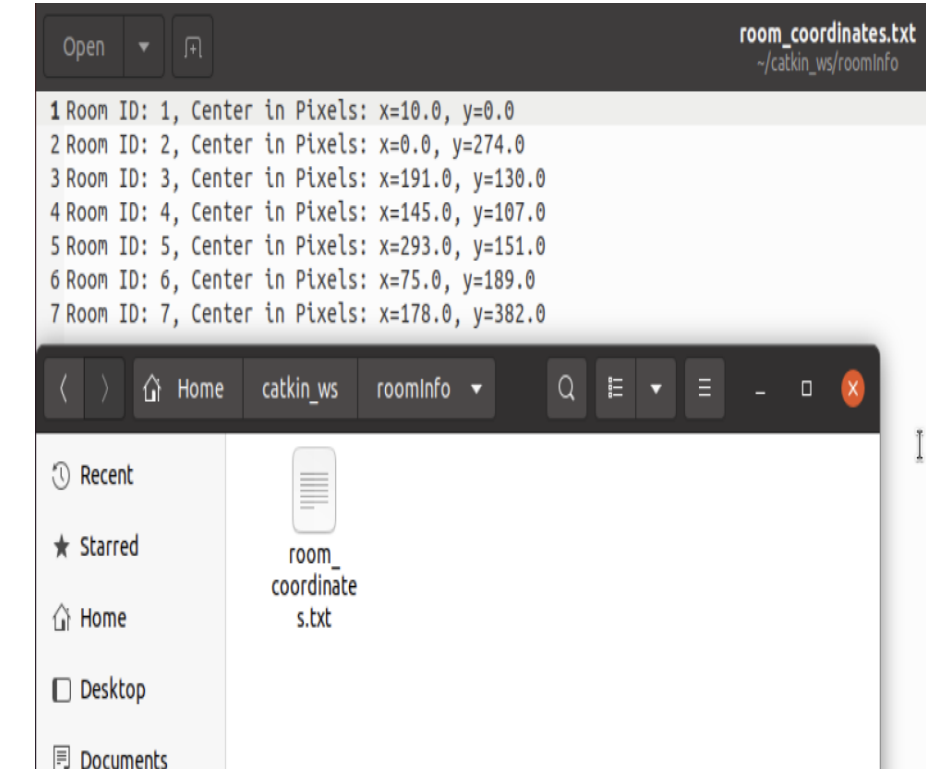 Open
room_coordinates.txt
~/catkin_ws/roomInfo
1 Room ID: 1, Center in Pixels: x=10.0, y=0.0
2 Room ID: 2, Center in Pixels: x=0.0, y=274.0
3 Room ID: 3, Center in Pixels: x=191.0, y=130.0
4 Room ID: 4, Center in Pixels: x=145.0, y=107.0
5 Room ID: 5, Center in Pixels: x=293.0, y=151.0
6 Room ID: 6, Center in Pixels: x=75.0, y=189.0
7 Room ID: 7, Center in Pixels: x=178.0, y=382.0
Home catkin_ws roomInfo
Recent
Starred
Home
Desktop
Documents
room_
coordinate
s.txt